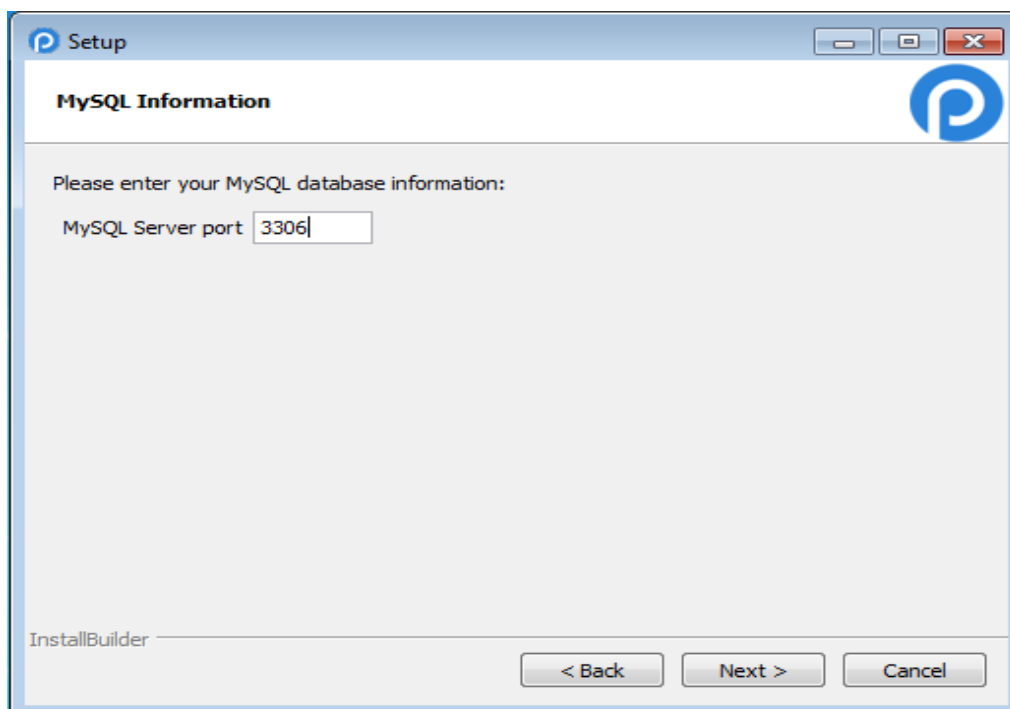 Setup
MySQL Information
Please enter your MySQL database information:
MySQL Server port 3306
InstallBuilder
< Back Next > Cancel